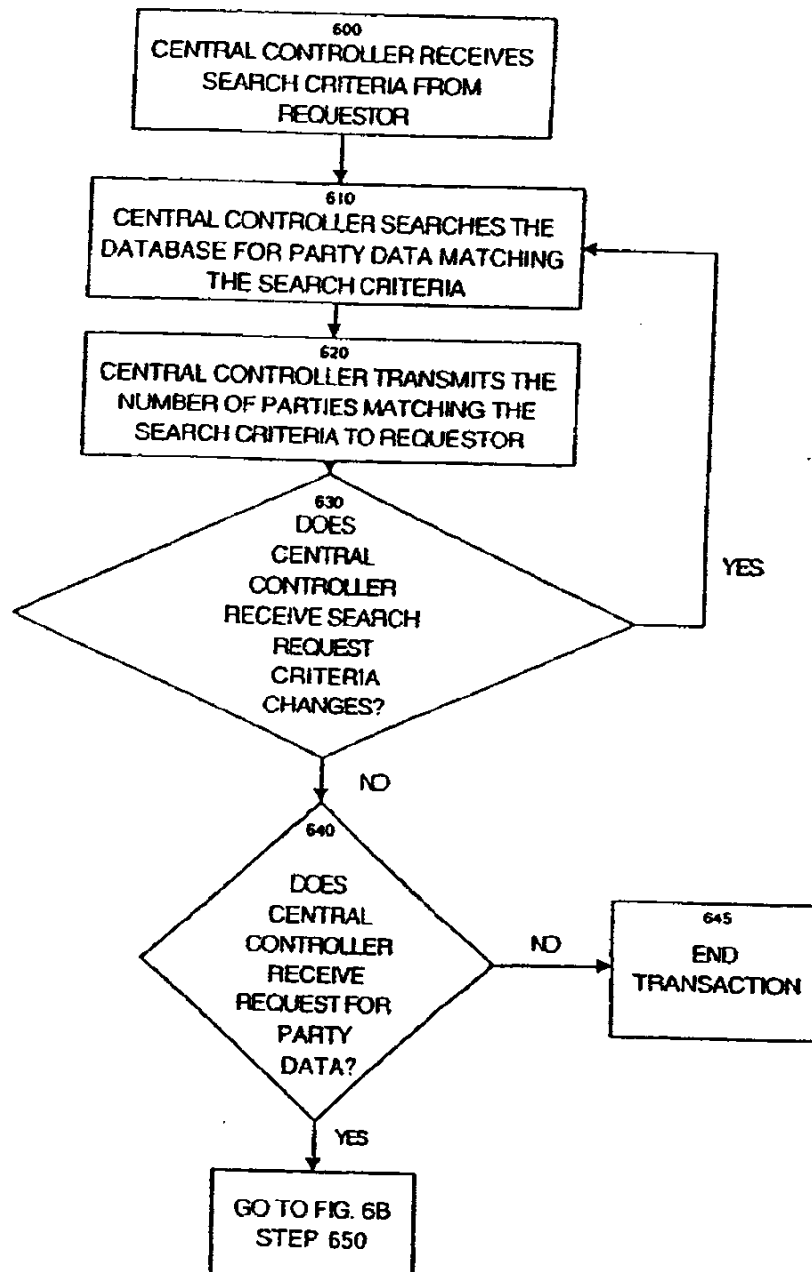 600
CENTRAL CONTROLLER RECEIVES
SEARCH CRITERIA FROM
REQUESTOR
610
CENTRAL CONTROLLER SEARCHES THE
DATABASE FOR PARTY DATA MATCHING
THE SEARCH CRITERIA
620
CENTRAL CONTROLLER TRANSMITS THE
NUMBER OF PARTIES MATCHING THE
SEARCH CRITERIA TO REQUESTOR
630
DOES
CENTRAL
CONTROLLER
RECEIVE SEARCH
REQUEST
CRITERIA
CHANGES?
YES
NO
640
DOES
CENTRAL
CONTROLLER
RECEIVE
REQUEST FOR
PARTY
DATA?
NO
645
END
TRANSACTION
YES
GO TO FIG. 6B
STEP 650